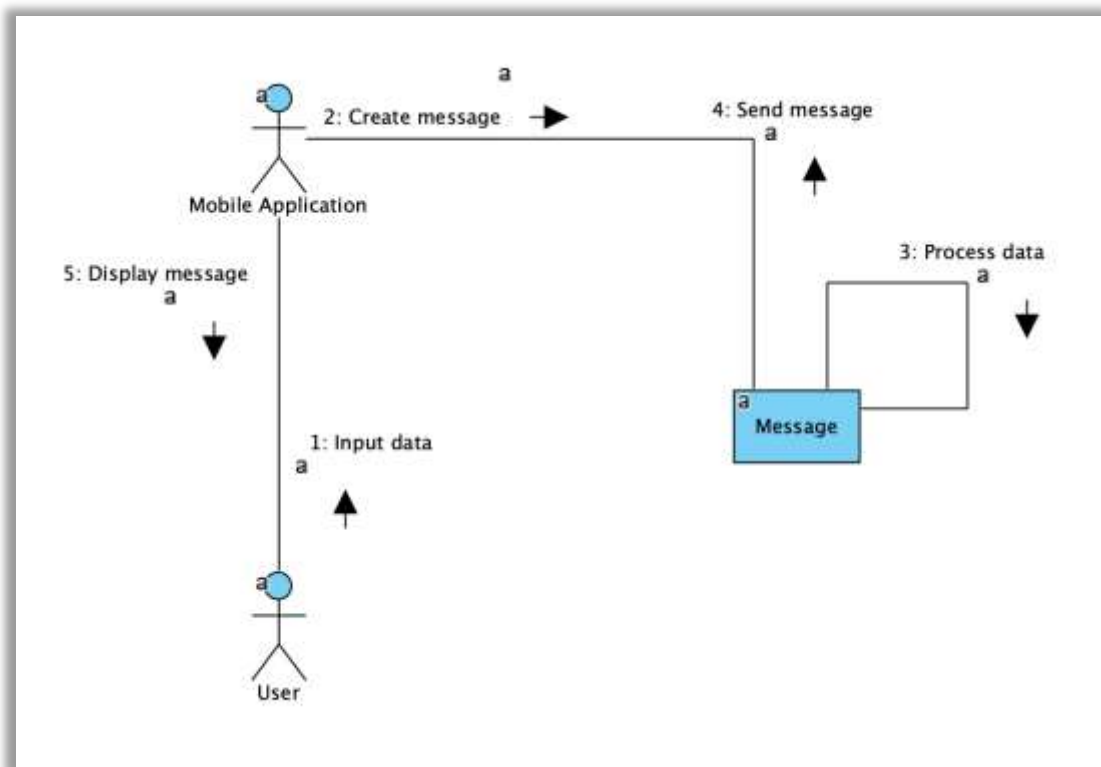 a
a
2: Create message
4: Send message
a
Mobile Application
3: Process data
a
5: Display message
a
a
Message
1: Input data
a
a
User